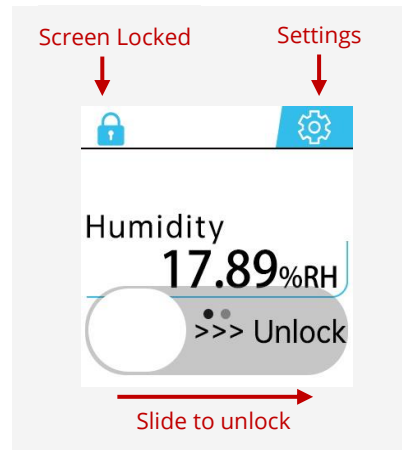 Screen Locked Settings
Humidity
17.89%RH
>>> Unlock
Slide to unlock